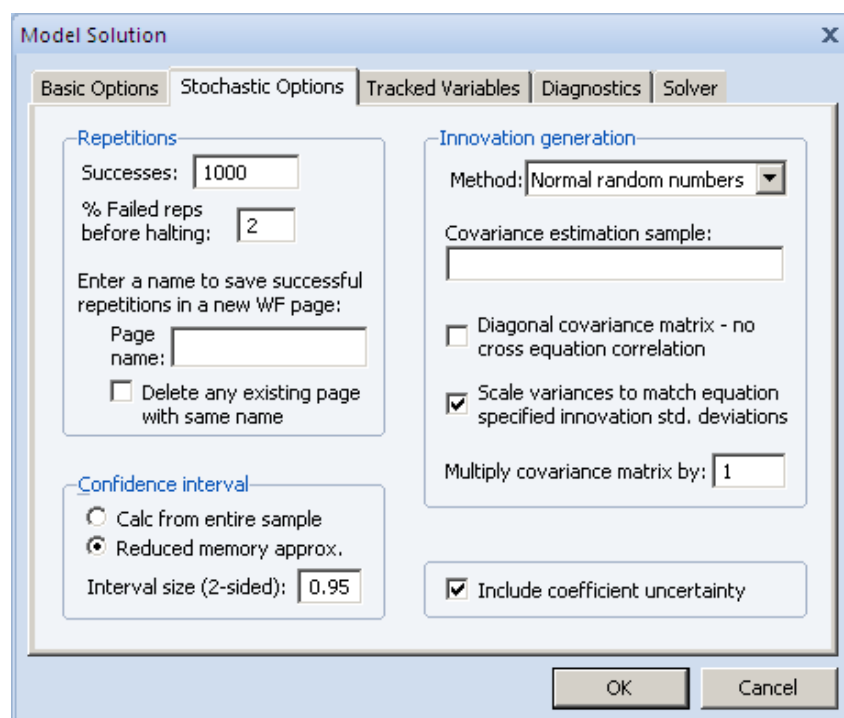 Model Solution
Basic Options
Stochastic Options
Tracked Variables
Diagnostics
Solver
Repetitions
Successes: 1000
% Failed reps
before halting: 2
Enter a name to save successful
repetitions in a new WF page:
Page
name:
Delete any existing page
with same name
Confidence interval
Calc from entire sample
Reduced memory approx.
Interval size (2-sided): 0.95
Innovation generation
Method: Normal random numbers
Covariance estimation sample:
Diagonal covariance matrix - no
cross equation correlation
Scale variances to match equation
specified innovation std. deviations
Multiply covariance matrix by: 1
Include coefficient uncertainty
OK
Cancel